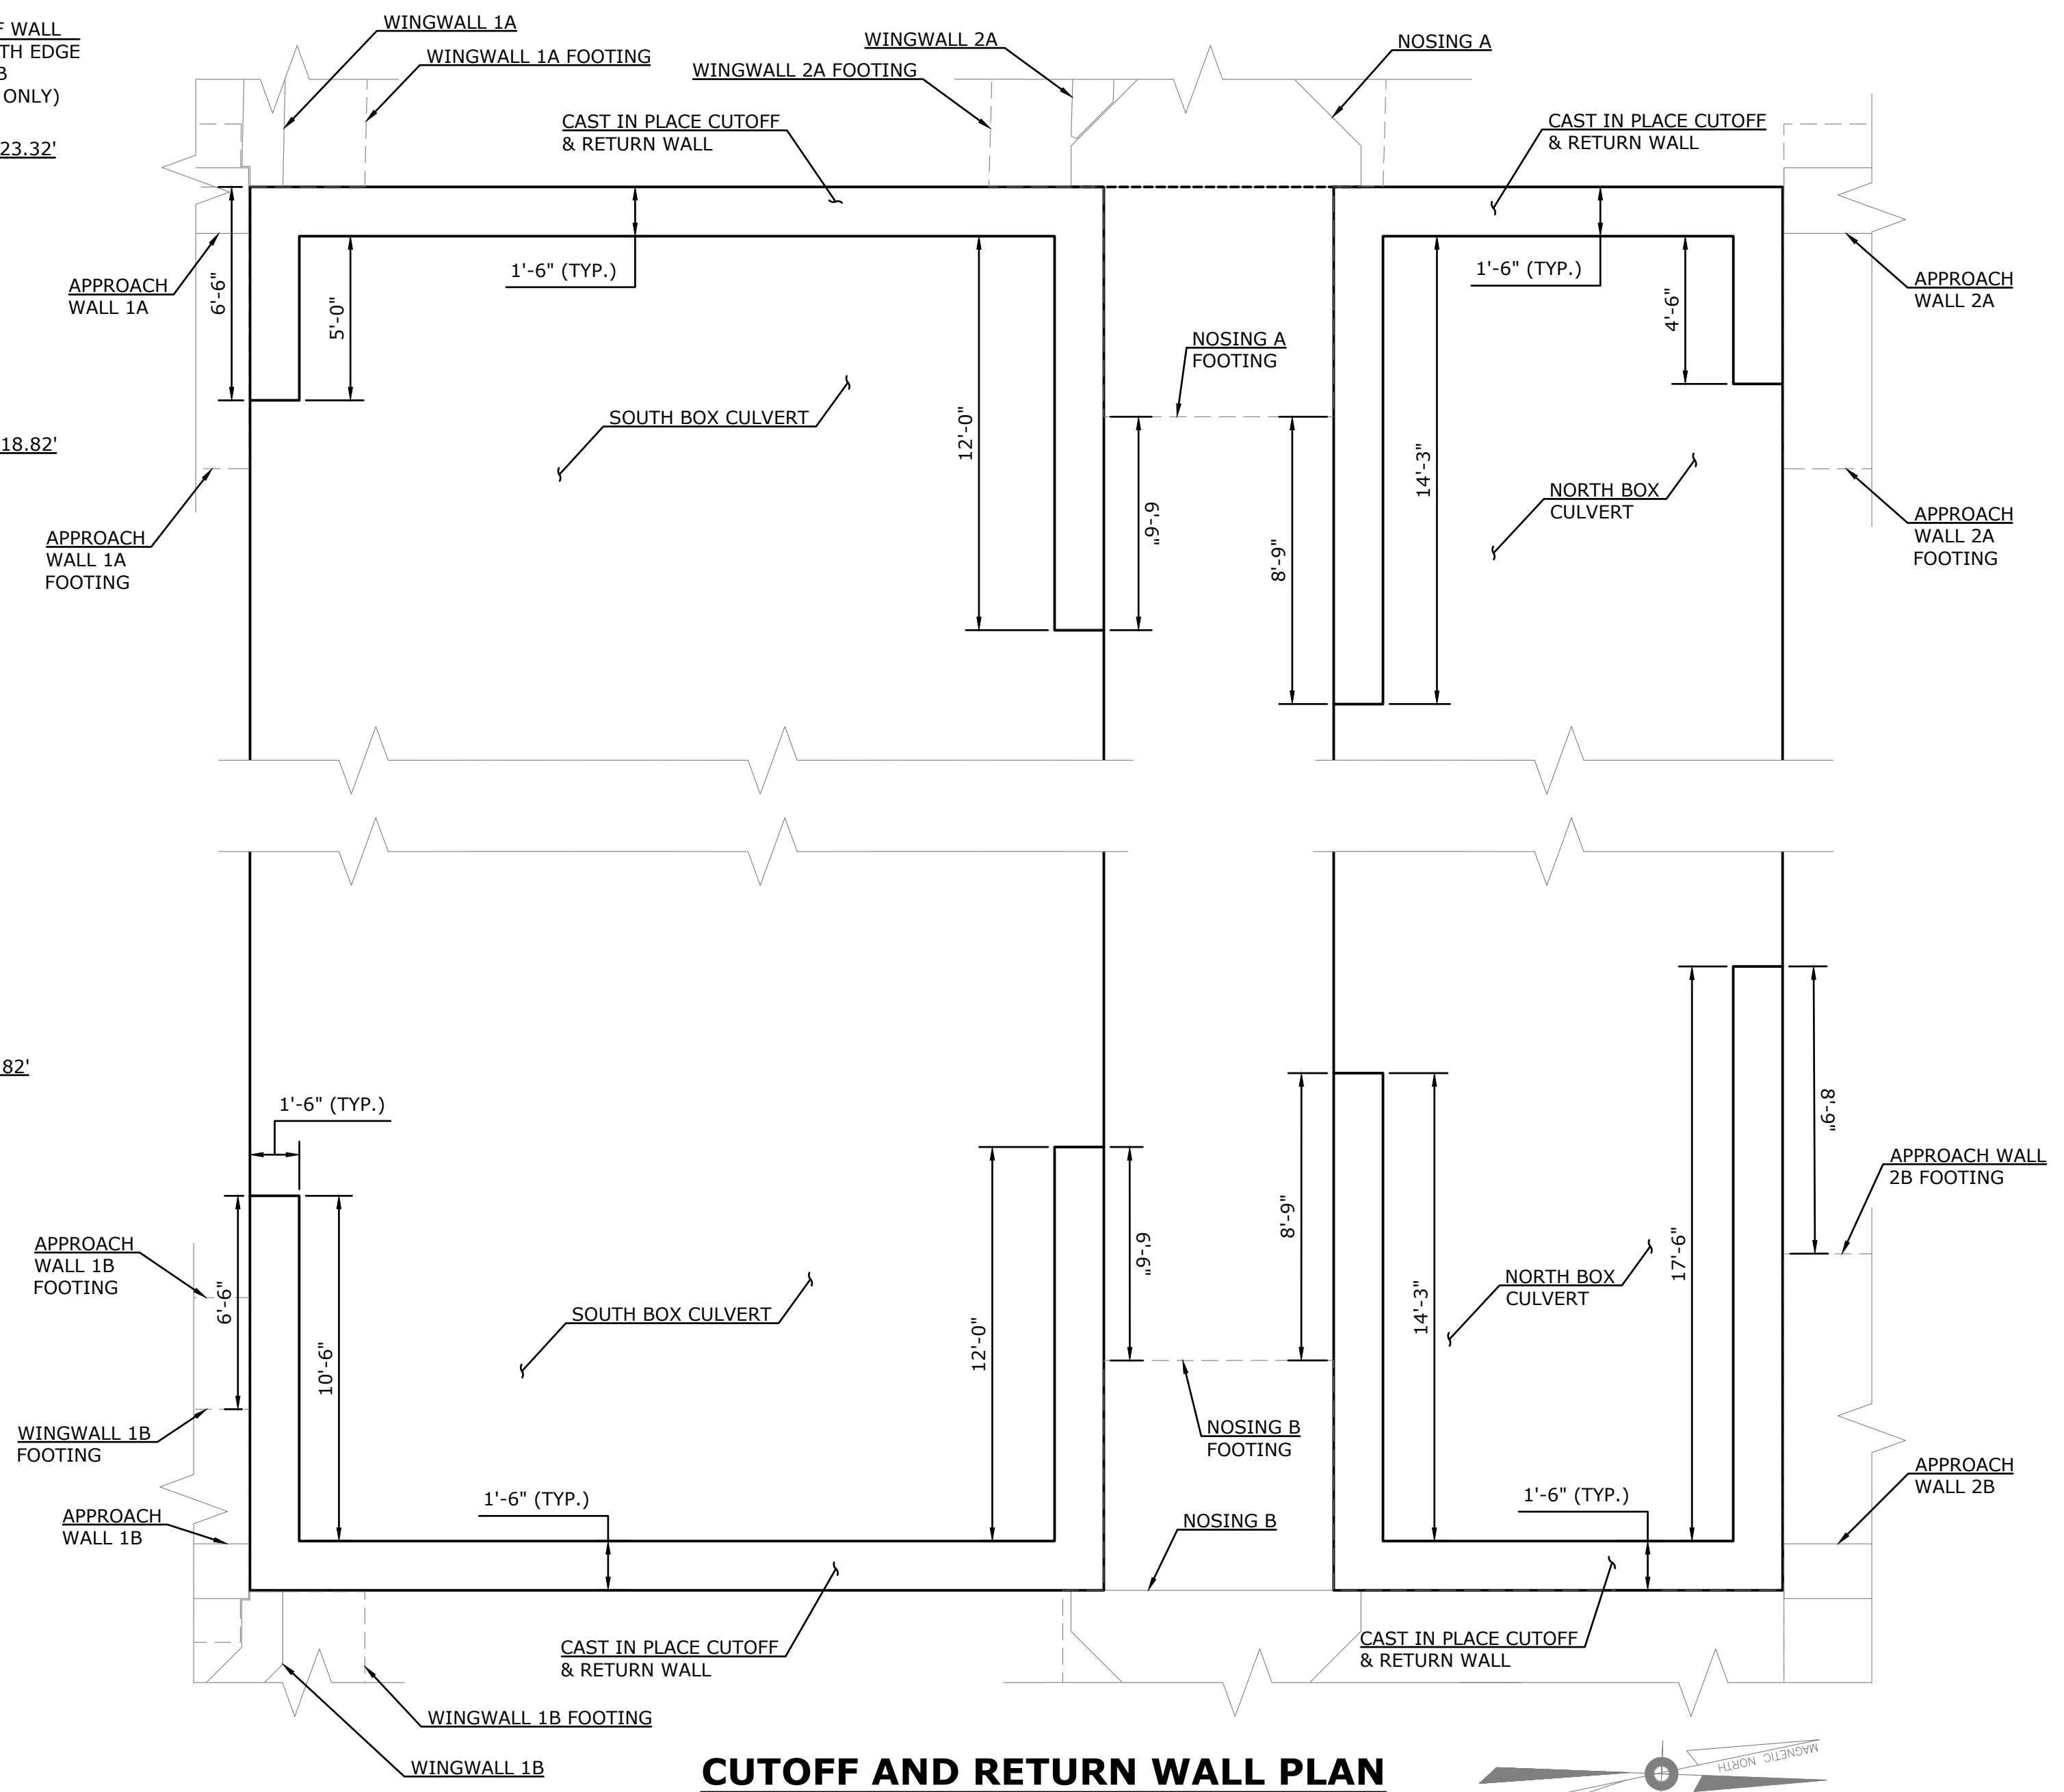 WALL
TH EDGE
B
ONLY)
23.32'
18.82'
82'
WINGWALL 1A
WINGWALL 1A FOOTING
WINGWALL 2A
WINGWALL 2A FOOTING
NOSING A
CAST IN PLACE CUTOFF
& RETURN WALL
CAST IN PLACE CUTOFF
& RETURN WALL
APPROACH
WALL 1A
6'-6"
5'-0"
1'-6" (TYP.)
1'-6" (TYP.)
4'-6"
APPROACH
WALL 2A
NOSING A
FOOTING
SOUTH BOX CULVERT
12'-0"
6'-6"
8'-9"
14'-3"
NORTH BOX
CULVERT
APPROACH
WALL 1A
FOOTING
APPROACH
WALL 2A
FOOTING
1'-6" (TYP.)
APPROACH
WALL 1B
FOOTING
6'-6"
10'-6"
SOUTH BOX CULVERT
12'-0"
6'-6"
8'-9"
14'-3"
NORTH BOX
CULVERT
17'-6"
8'-9"
APPROACH WALL
2B FOOTING
WINGWALL 1B
FOOTING
NOSING B
FOOTING
APPROACH
WALL 1B
1'-6" (TYP.)
NOSING B
1'-6" (TYP.)
APPROACH
WALL 2B
CAST IN PLACE CUTOFF
& RETURN WALL
CAST IN PLACE CUTOFF
& RETURN WALL
WINGWALL 1B FOOTING
WINGWALL 1B
CUTOFF AND RETURN WALL PLAN
MAGNETIC NORTH